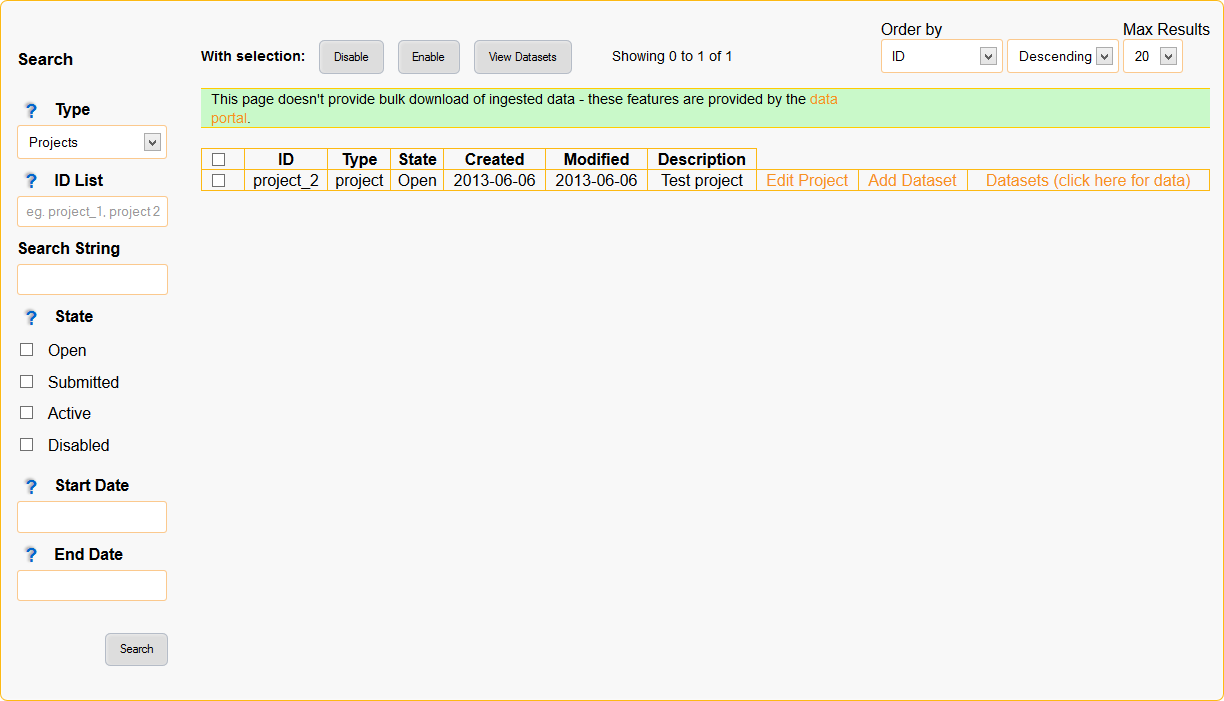 Search
? Type
Projects
? ID List
eg. project_1, project 2
Search String
? State
Open
Submitted
Active
Disabled
? Start Date
? End Date
Search
With selection: Disable Enable View Datasets Showing 0 to 1 of 1
Order by Max Results
ID Descending 20
This page doesn't provide bulk download of ingested data - these features are provided by the data
portal.
ID Type State Created Modified Description
project_2 project Open 2013-06-06 2013-06-06 Test project Edit Project Add Dataset Datasets (click here for data)